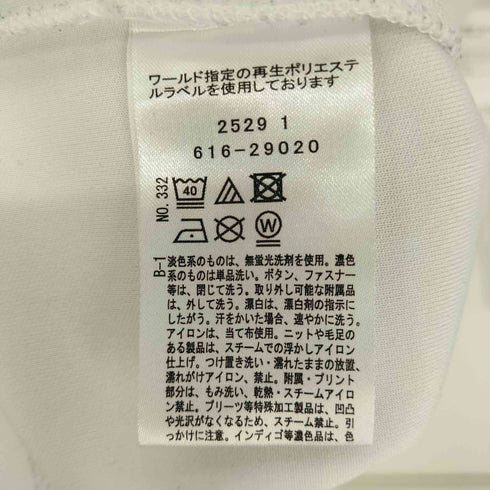 ワールド指定の再生ポリエステ
ルラベルを使用しております
2529 1
616-29020
NO. 332
40
W
B-1
淡色系のものは、無蛍光洗剤を使用。濃色
系のものは単品洗い。ボタン、ファスナー
等は、閉じて洗う。取り外し可能な附属品
は、外して洗う。漂白は、漂白剤の指示に
したがう。汗をかいた場合、速やかに洗う。
アイロンは、当て布使用。ニットや毛足の
ある製品は、スチームでの浮かしアイロン
仕上げ。つけ置き洗い・濡れたままの放置、
濡れがけアイロン、禁止。附属・プリント
部分は、もみ洗い、乾熱・スチームアイロ
ン禁止。プリーツ等特殊加工製品は、凹凸
や光沢がなくなるため、スチーム禁止。引
っかけに注意。インディゴ等濃色品は、色